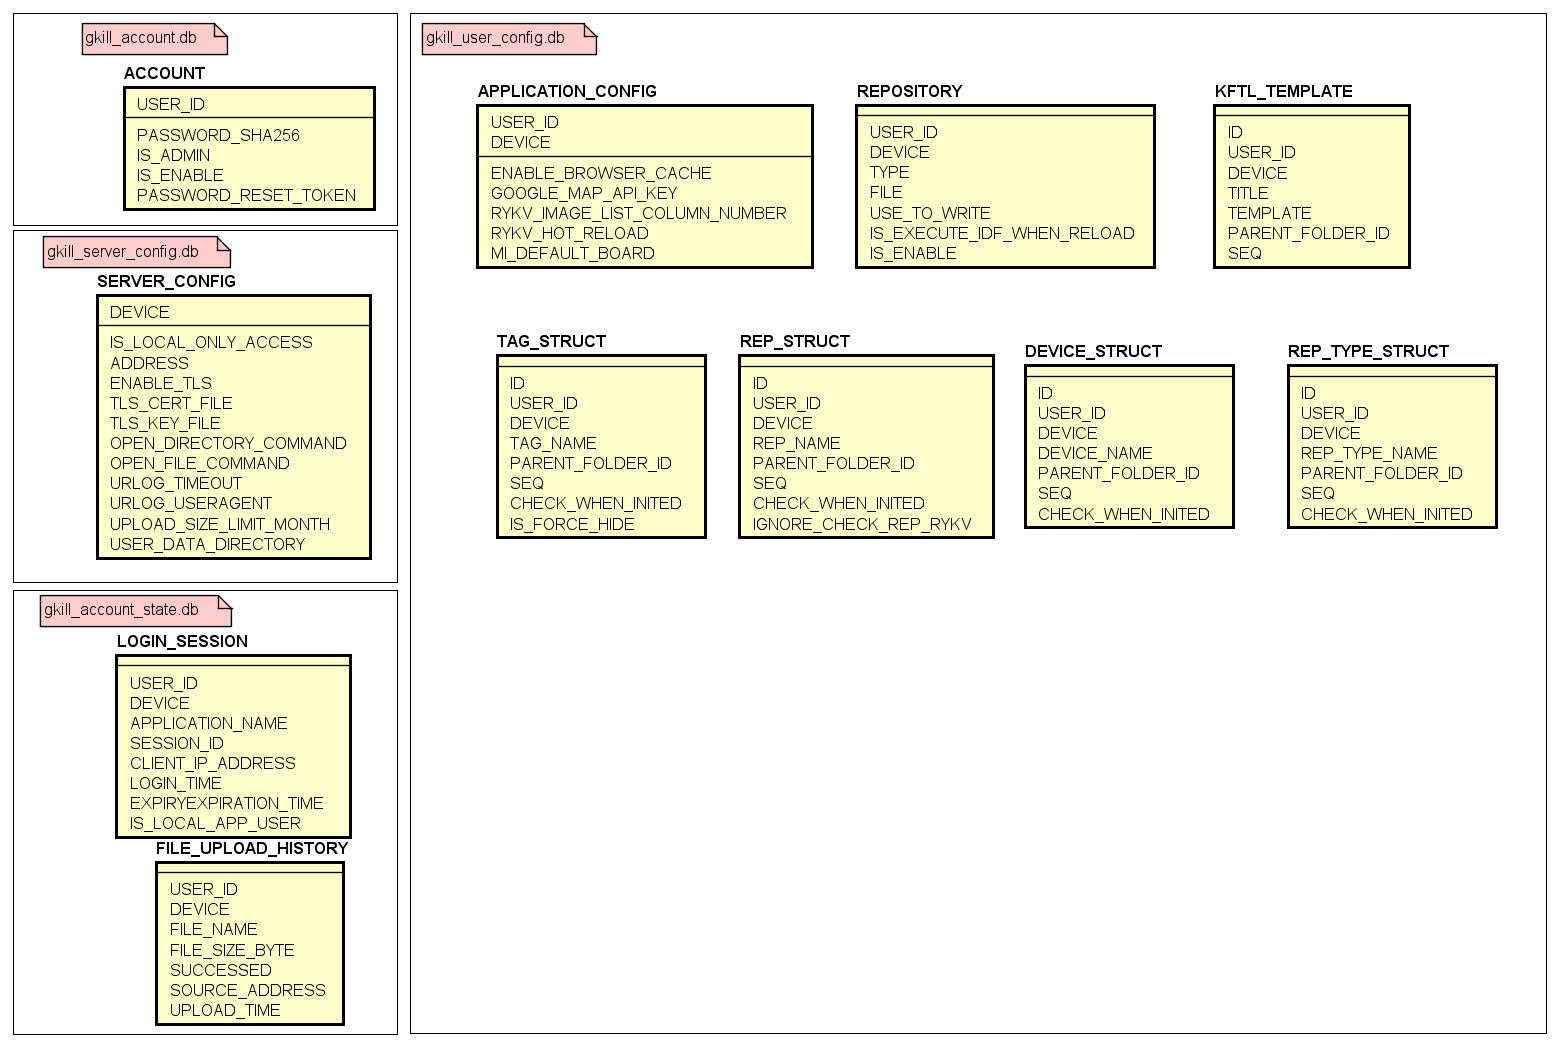 gkill_account.db
ACCOUNT
USER_ID
PASSWORD_SHA256
IS_ADMIN
IS_ENABLE
PASSWORD_RESET_TOKEN
gkill_server_config.db
SERVER_CONFIG
DEVICE
IS_LOCAL_ONLY_ACCESS
ADDRESS
ENABLE_TLS
TLS_CERT_FILE
TLS_KEY_FILE
OPEN_DIRECTORY_COMMAND
OPEN_FILE_COMMAND
URLOG_TIMEOUT
URLOG_USERAGENT
UPLOAD_SIZE_LIMIT_MONTH
USER_DATA_DIRECTORY
gkill_account_state.db
LOGIN_SESSION
USER_ID
DEVICE
APPLICATION_NAME
SESSION_ID
CLIENT_IP_ADDRESS
LOGIN_TIME
EXPIRYEXPIRATION_TIME
IS_LOCAL_APP_USER
FILE_UPLOAD_HISTORY
USER_ID
DEVICE
FILE_NAME
FILE_SIZE_BYTE
SUCCESSED
SOURCE_ADDRESS
UPLOAD_TIME
gkill_user_config.db
APPLICATION_CONFIG
USER_ID
DEVICE
ENABLE_BROWSER_CACHE
GOOGLE_MAP_API_KEY
RYKV_IMAGE_LIST_COLUMN_NUMBER
RYKV_HOT_RELOAD
MI_DEFAULT_BOARD
REPOSITORY
USER_ID
DEVICE
TYPE
FILE
USE_TO_WRITE
IS_EXECUTE_IDF_WHEN_RELOAD
IS_ENABLE
KFTL_TEMPLATE
ID
USER_ID
DEVICE
TITLE
TEMPLATE
PARENT_FOLDER_ID
SEQ
TAG_STRUCT
ID
USER_ID
DEVICE
TAG_NAME
PARENT_FOLDER_ID
SEQ
CHECK_WHEN_INITED
IS_FORCE_HIDE
REP_STRUCT
ID
USER_ID
DEVICE
REP_NAME
PARENT_FOLDER_ID
SEQ
CHECK_WHEN_INITED
IGNORE_CHECK_REP_RYKV
DEVICE_STRUCT
ID
USER_ID
DEVICE
DEVICE_NAME
PARENT_FOLDER_ID
SEQ
CHECK_WHEN_INITED
REP_TYPE_STRUCT
ID
USER_ID
DEVICE
REP_TYPE_NAME
PARENT_FOLDER_ID
SEQ
CHECK_WHEN_INITED